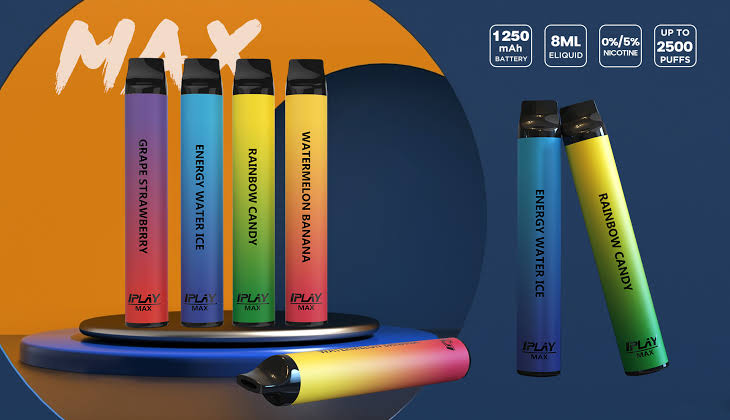 MAX
1250
mAh
BATTERY
8ML
ELIQUID
0%/5%
NICOTINE
UP TO
2500
PUFFS
GRAPE STRAWBERRY
IPLAY
MAX
ENERGY WATER ICE
IPLAY
MAX
RAINBOW CANDY
IPLAY
MAX
WATERMELON BANANA
IPLAY
MAX
ENERGY WATER ICE
IPLAY
MAX
RAINBOW CANDY
IPLAY
MAX
WATERMELON BANANA